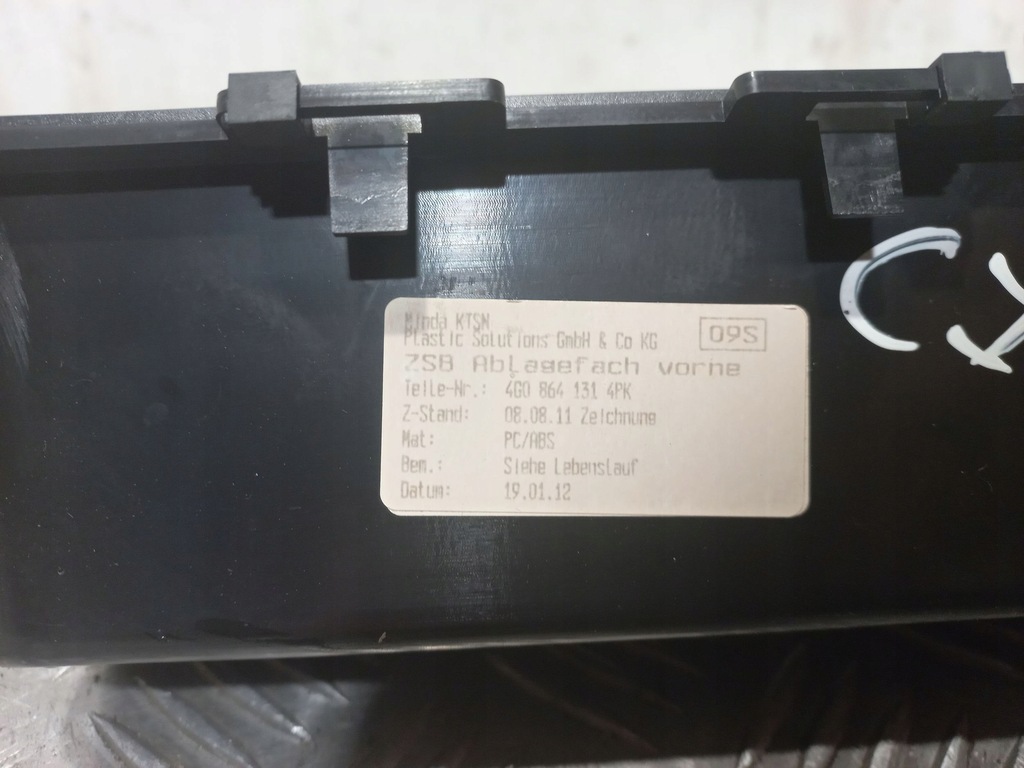 Minda KTSN
Plastic Solutions GmbH & Co KG
09S
ZSB Ablagefach vorne
Teile-Nr.: 4G0 864 131 4PK
Z-Stand: 08.08.11 Zeichnung
Mat: PC/ABS
Bem.: Siehe Lebenslauf
Datum: 19.01.12